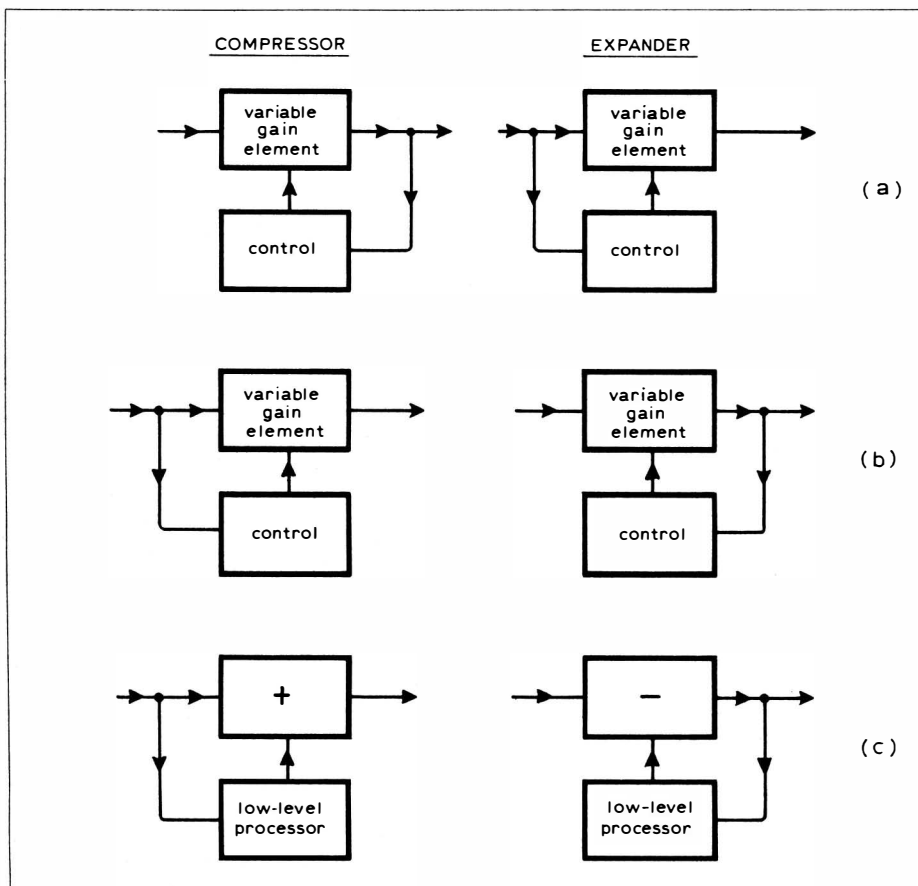 COMPRESSOR
EXPANDER
variable
gain
element
variable
gain
element
(a)
control
control
variable
gain
element
variable
gain
element
(b)
control
control
+
−
(c)
low-level
processor
low-level
processor